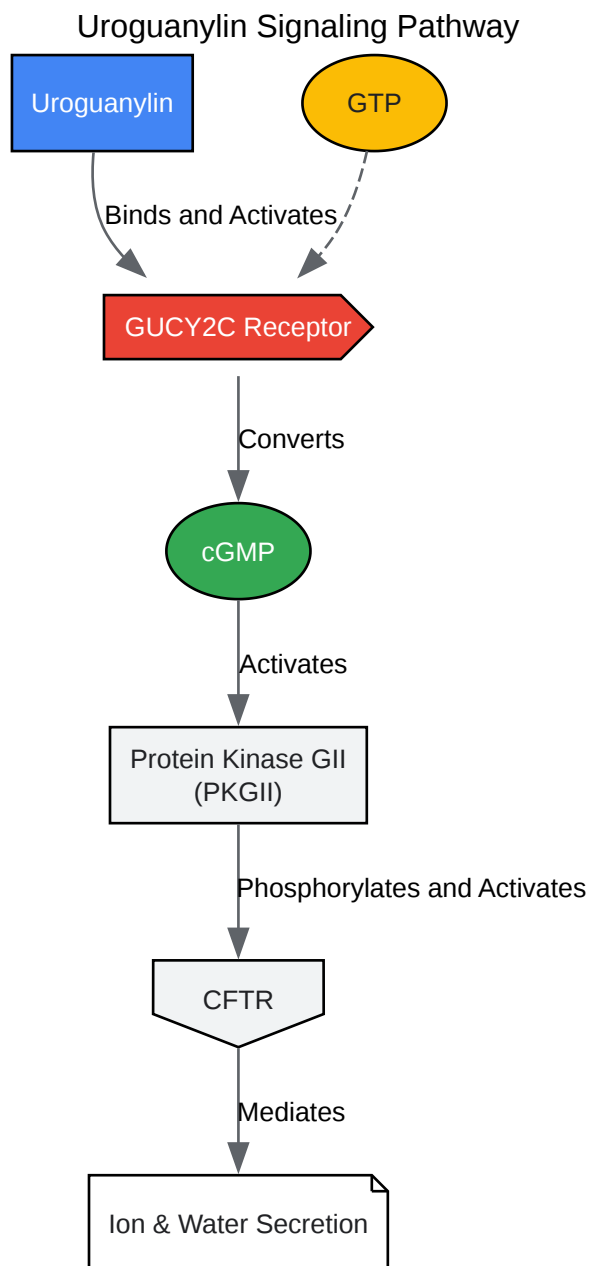 Uroguanylin Signaling Pathway
Uroguanylin
GTP
Binds and Activates
GUCY2C Receptor
Converts
cGMP
Activates
Protein Kinase GII
(PKGII)
Phosphorylates and Activates
CFTR
Mediates
Ion & Water Secretion